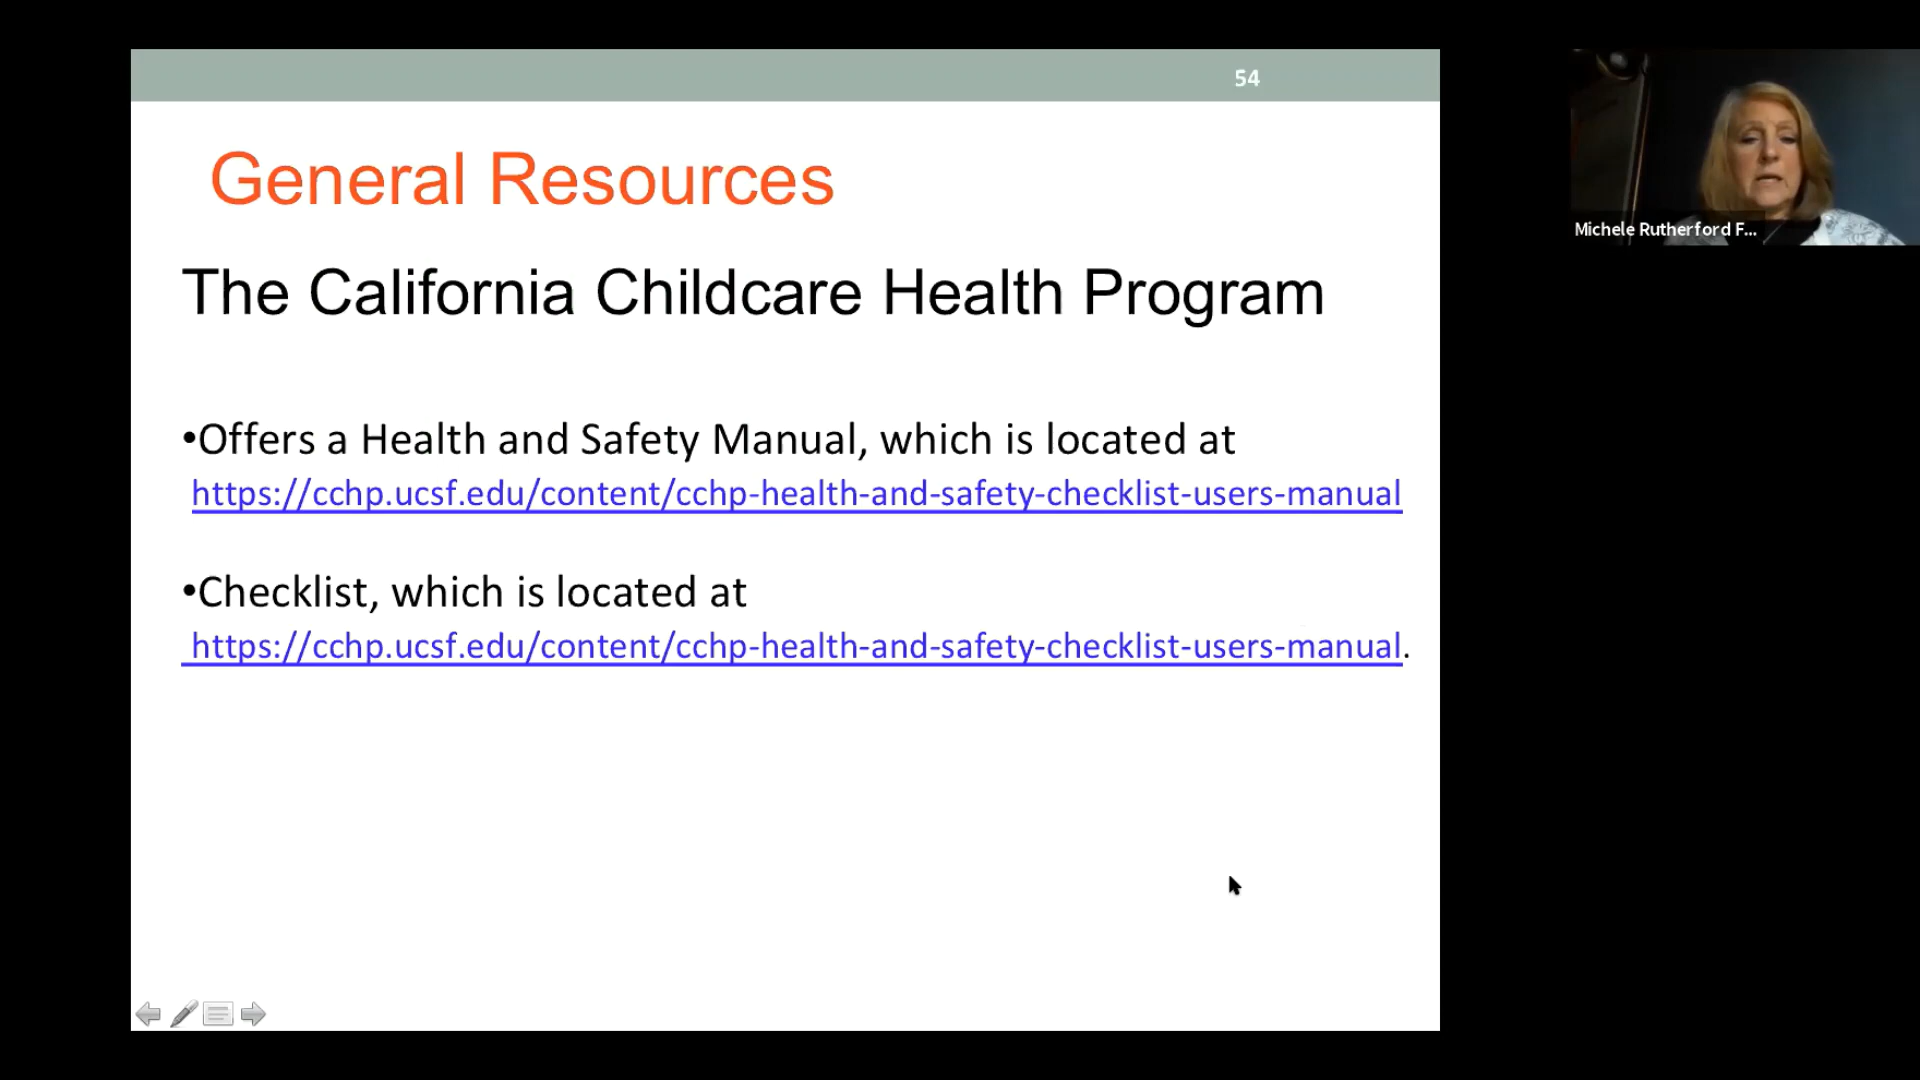 54
General Resources
The California Childcare Health Program
•Offers a Health and Safety Manual, which is located at
https://cchp.ucsf.edu/content/cchp-health-and-safety-checklist-users-manual
•Checklist, which is located at
https://cchp.ucsf.edu/content/cchp-health-and-safety-checklist-users-manual.
Michele Rutherford F...